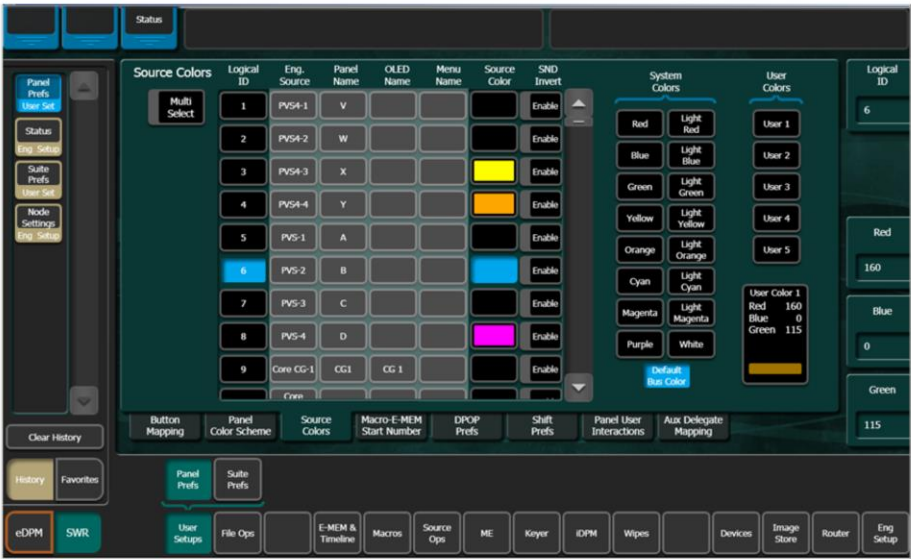 Status
Panel
Prefs
User Set
Status
Eng Setup
Suite
Prefs
User Set
Node
Settings
Eng Setup
Clear History
History Favorites
eDPM SWR
Source Colors
Multi
Select
Logical ID Eng. Source Panel Name OLED Name Menu Name Source Color SND Invert
1 PVS4-1 V Enable
2 PVS4-2 W Enable
3 PVS4-3 X Enable
4 PVS4-4 Y Enable
5 PVS-1 A Enable
6 PVS-2 B Enable
7 PVS-3 C Enable
8 PVS-4 D Enable
9 Core CG-1 CG1 CG 1 Enable
Core
System
Colors
Red Light Red
Blue Light Blue
Green Light Green
Yellow Light Yellow
Orange Light Orange
Cyan Light Cyan
Magenta Light Magenta
Purple White
Default
Bus Color
User
Colors
User 1
User 2
User 3
User 4
User 5
User Color 1
Red 160
Blue 0
Green 115
Logical
ID
6
Red
160
Blue
0
Green
115
Button Mapping Panel Color Scheme Source Colors Macro-E-MEM Start Number DPOP Prefs Shift Prefs Panel User Interactions Aux Delegate Mapping
Panel Prefs Suite Prefs
User Setups File Ops E-MEM & Timeline Macros Source Ops ME Keyer iDPM Wipes Devices Image Store Router Eng Setup